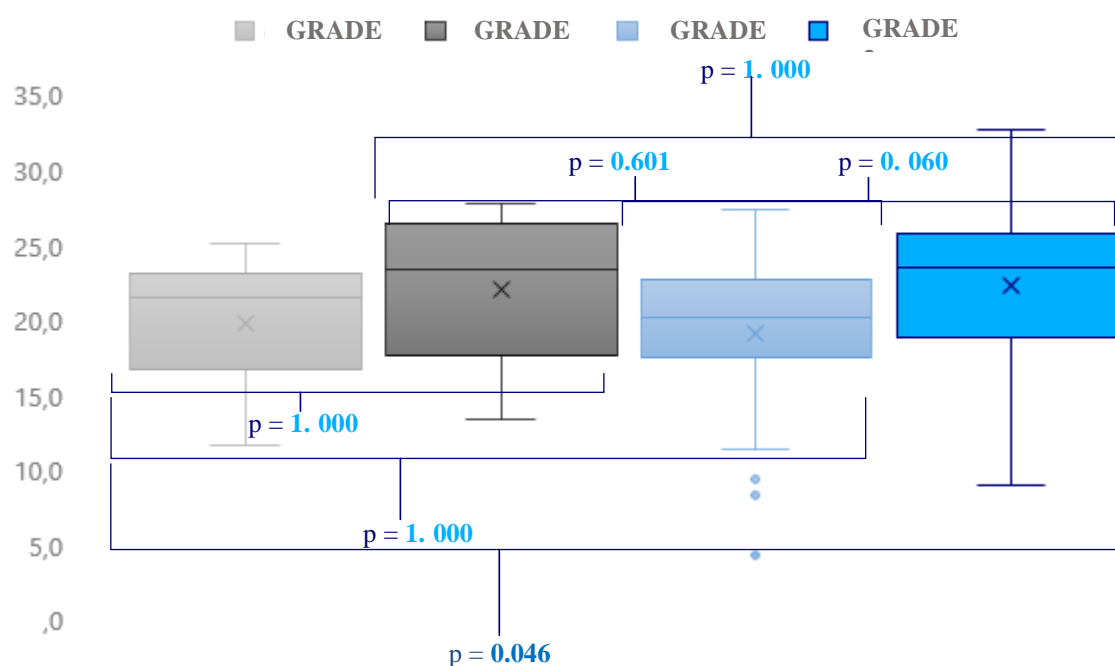 GRADE GRADE GRADE GRADE
p = 1. 000
35,0
p = 0.601 p = 0. 060
30,0
25,0
20,0
15,0
p = 1. 000
10,0
p = 1. 000
5,0
,0
p = 0.046